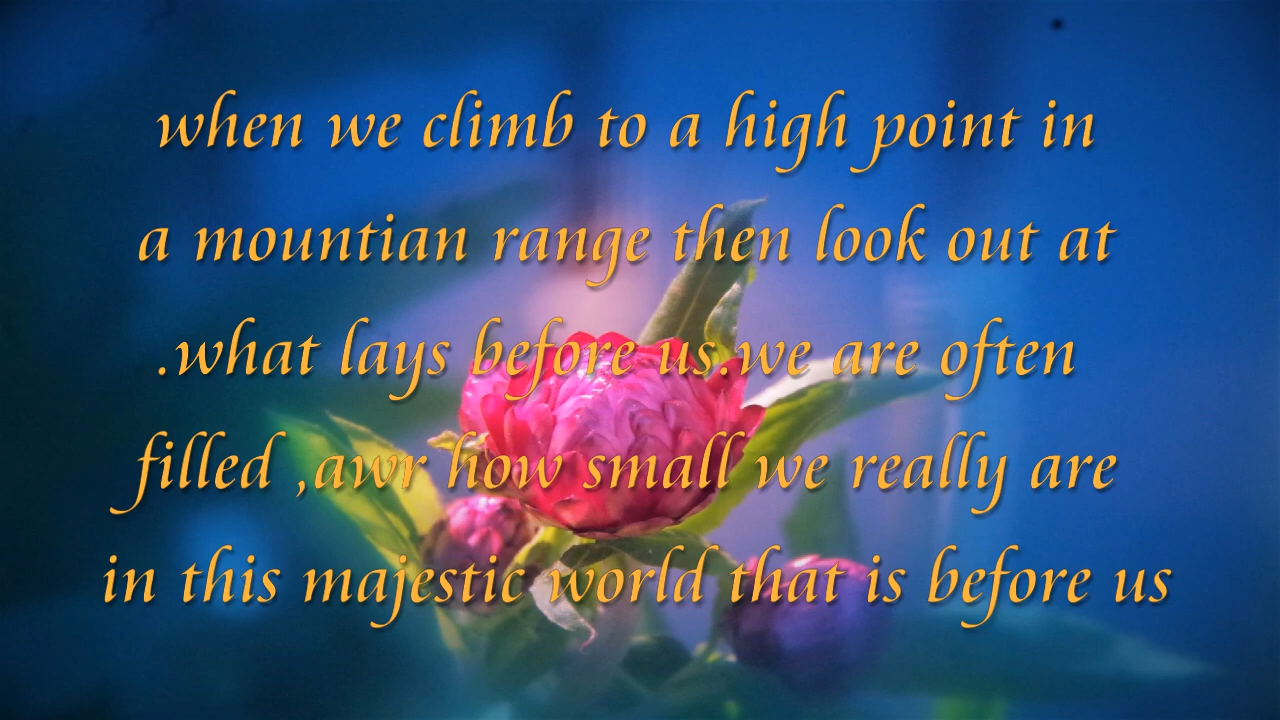 when we climb to a high point in
a mountian range then look out at
.what lays before us.we are often
filled ,awr how small we really are
in this majestic world that is before us